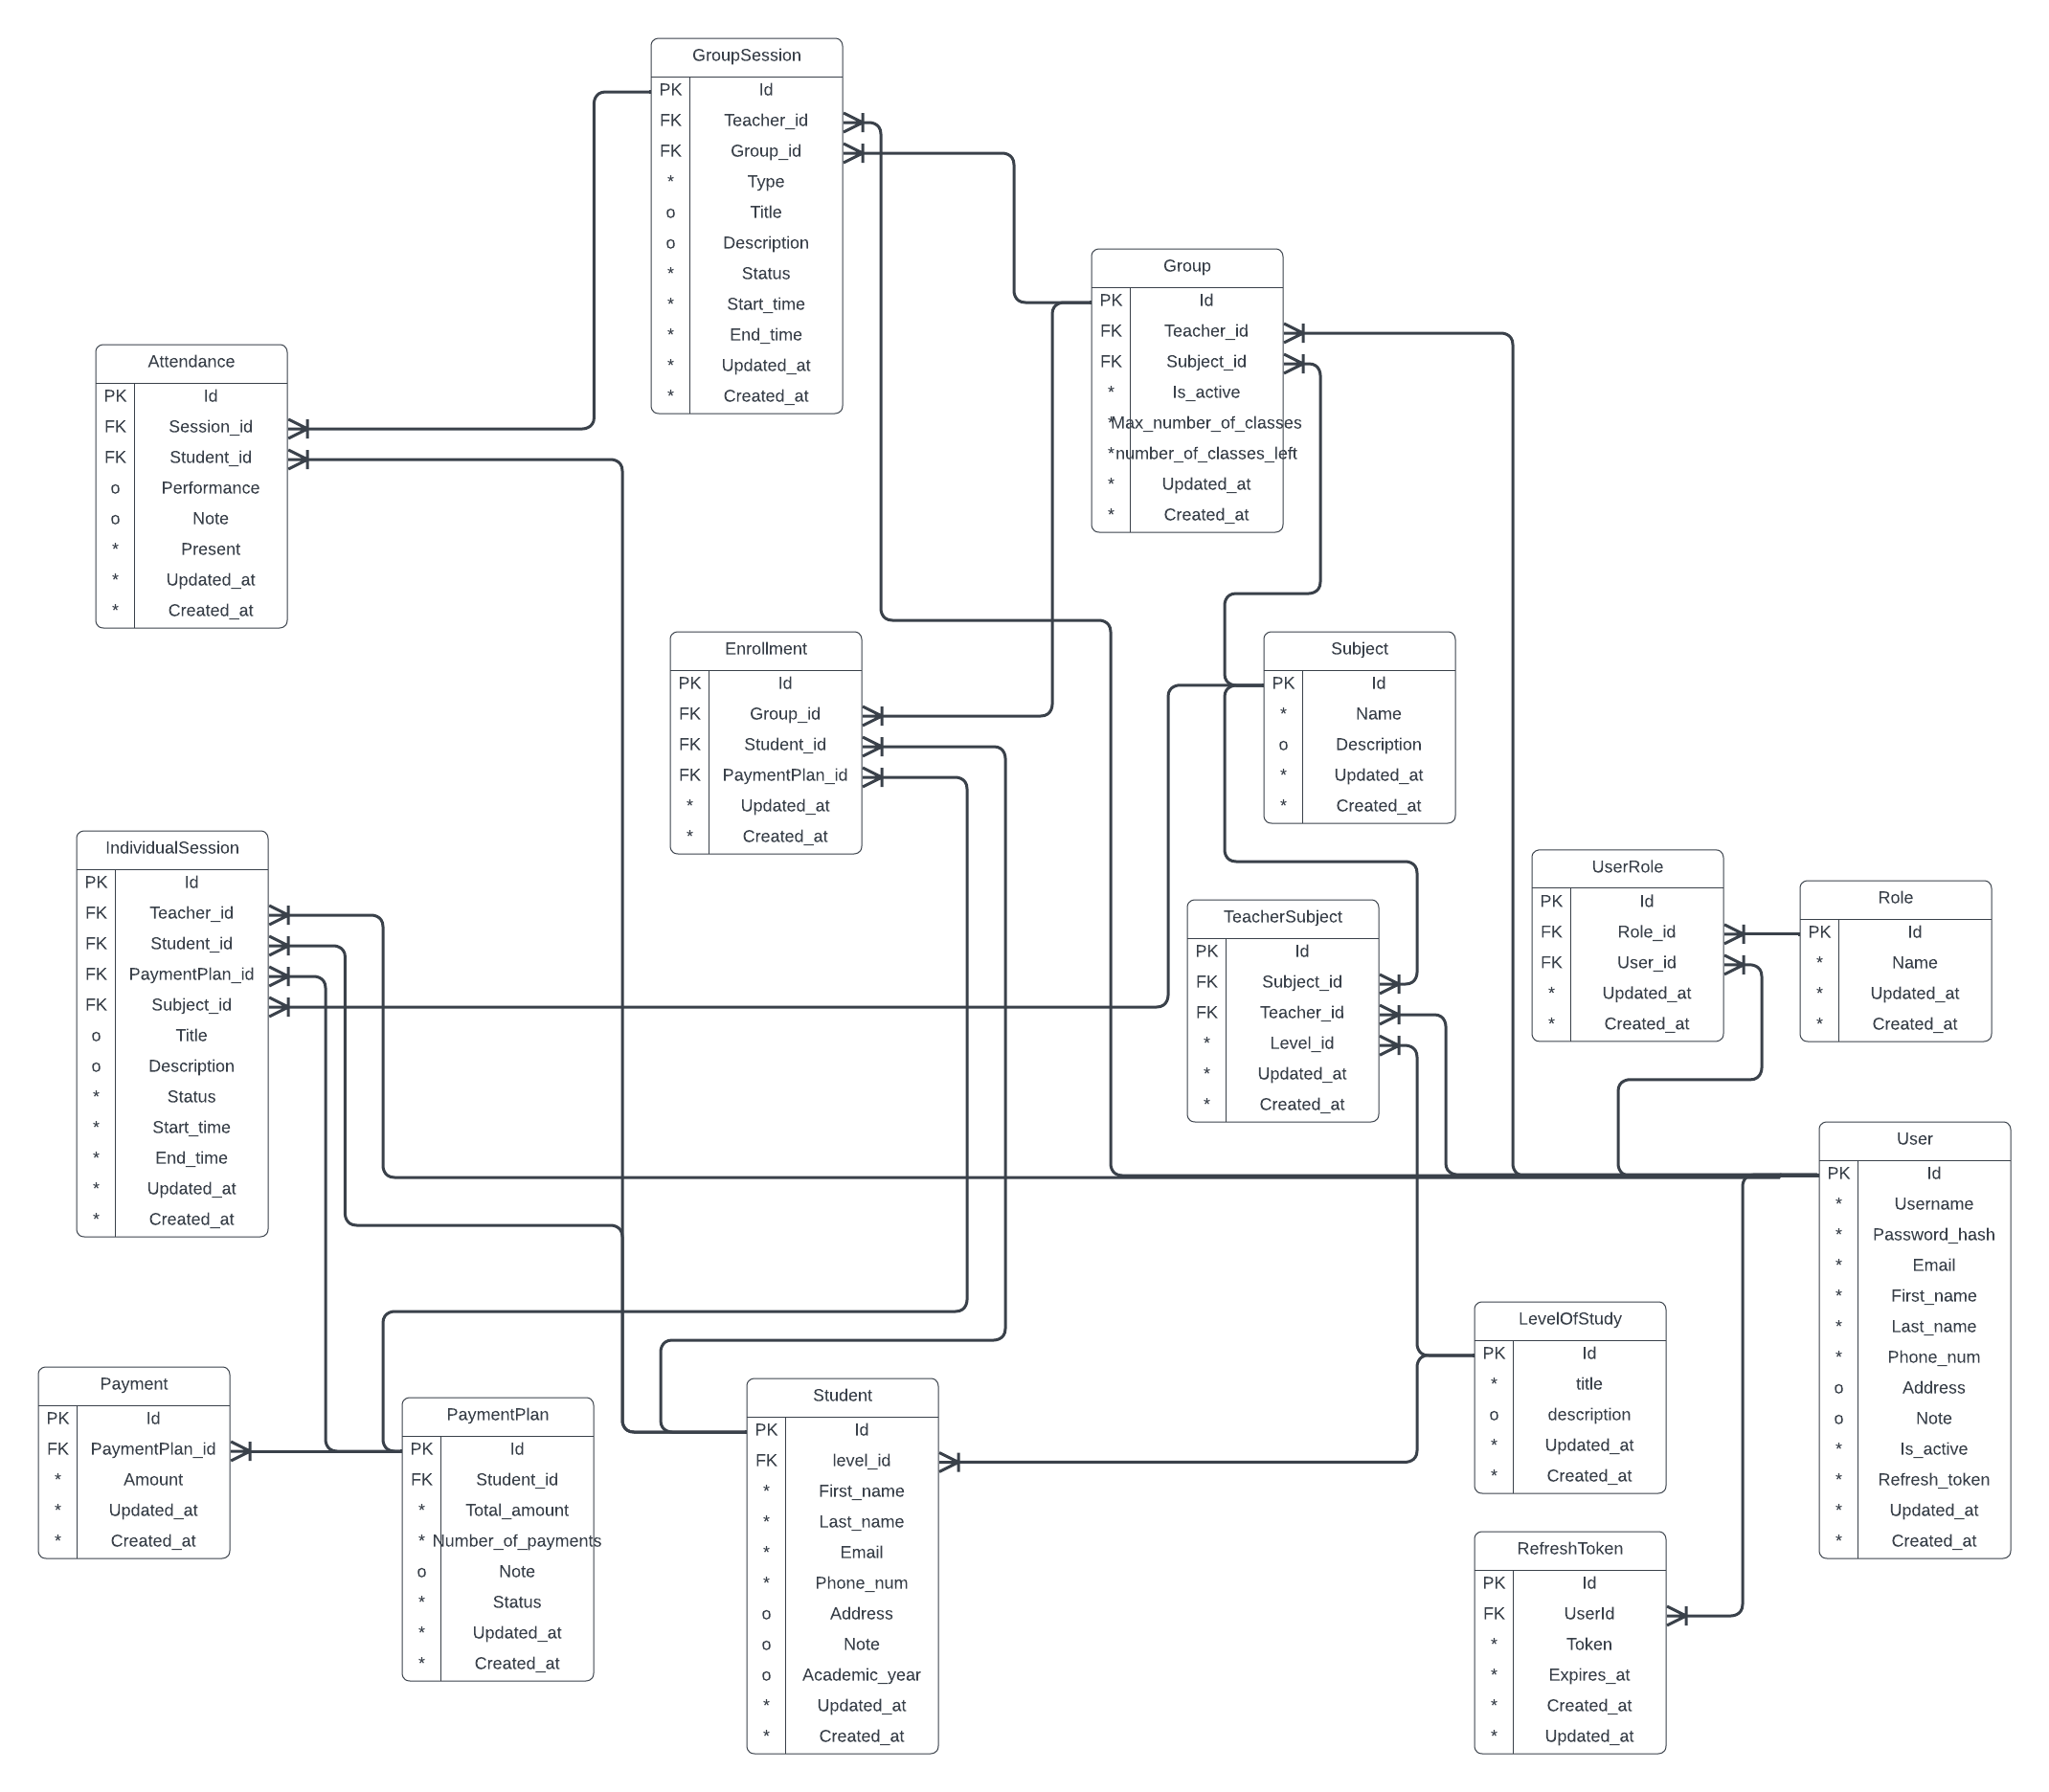 GroupSession
PK Id
FK Teacher_id
FK Group_id
* Type
o Title
o Description
* Status
* Start_time
* End_time
* Updated_at
* Created_at
Group
PK Id
FK Teacher_id
FK Subject_id
* Is_active
* Max_number_of_classes
* number_of_classes_left
* Updated_at
* Created_at
Attendance
PK Id
FK Session_id
FK Student_id
o Performance
o Note
* Present
* Updated_at
* Created_at
Enrollment
PK Id
FK Group_id
FK Student_id
FK PaymentPlan_id
* Updated_at
* Created_at
Subject
PK Id
* Name
o Description
* Updated_at
* Created_at
IndividualSession
PK Id
FK Teacher_id
FK Student_id
FK PaymentPlan_id
FK Subject_id
o Title
o Description
* Status
* Start_time
* End_time
* Updated_at
* Created_at
TeacherSubject
PK Id
FK Subject_id
FK Teacher_id
* Level_id
* Updated_at
* Created_at
UserRole
PK Id
FK Role_id
FK User_id
* Updated_at
* Created_at
Role
PK Id
* Name
* Updated_at
* Created_at
User
PK Id
* Username
* Password_hash
* Email
* First_name
* Last_name
* Phone_num
o Address
o Note
* Is_active
* Refresh_token
* Updated_at
* Created_at
Payment
PK Id
FK PaymentPlan_id
* Amount
* Updated_at
* Created_at
PaymentPlan
PK Id
FK Student_id
* Total_amount
* Number_of_payments
o Note
* Status
* Updated_at
* Created_at
Student
PK Id
FK level_id
* First_name
* Last_name
* Email
* Phone_num
o Address
o Note
o Academic_year
* Updated_at
* Created_at
LevelOfStudy
PK Id
* title
o description
* Updated_at
* Created_at
RefreshToken
PK Id
FK UserId
* Token
* Expires_at
* Created_at
* Updated_at